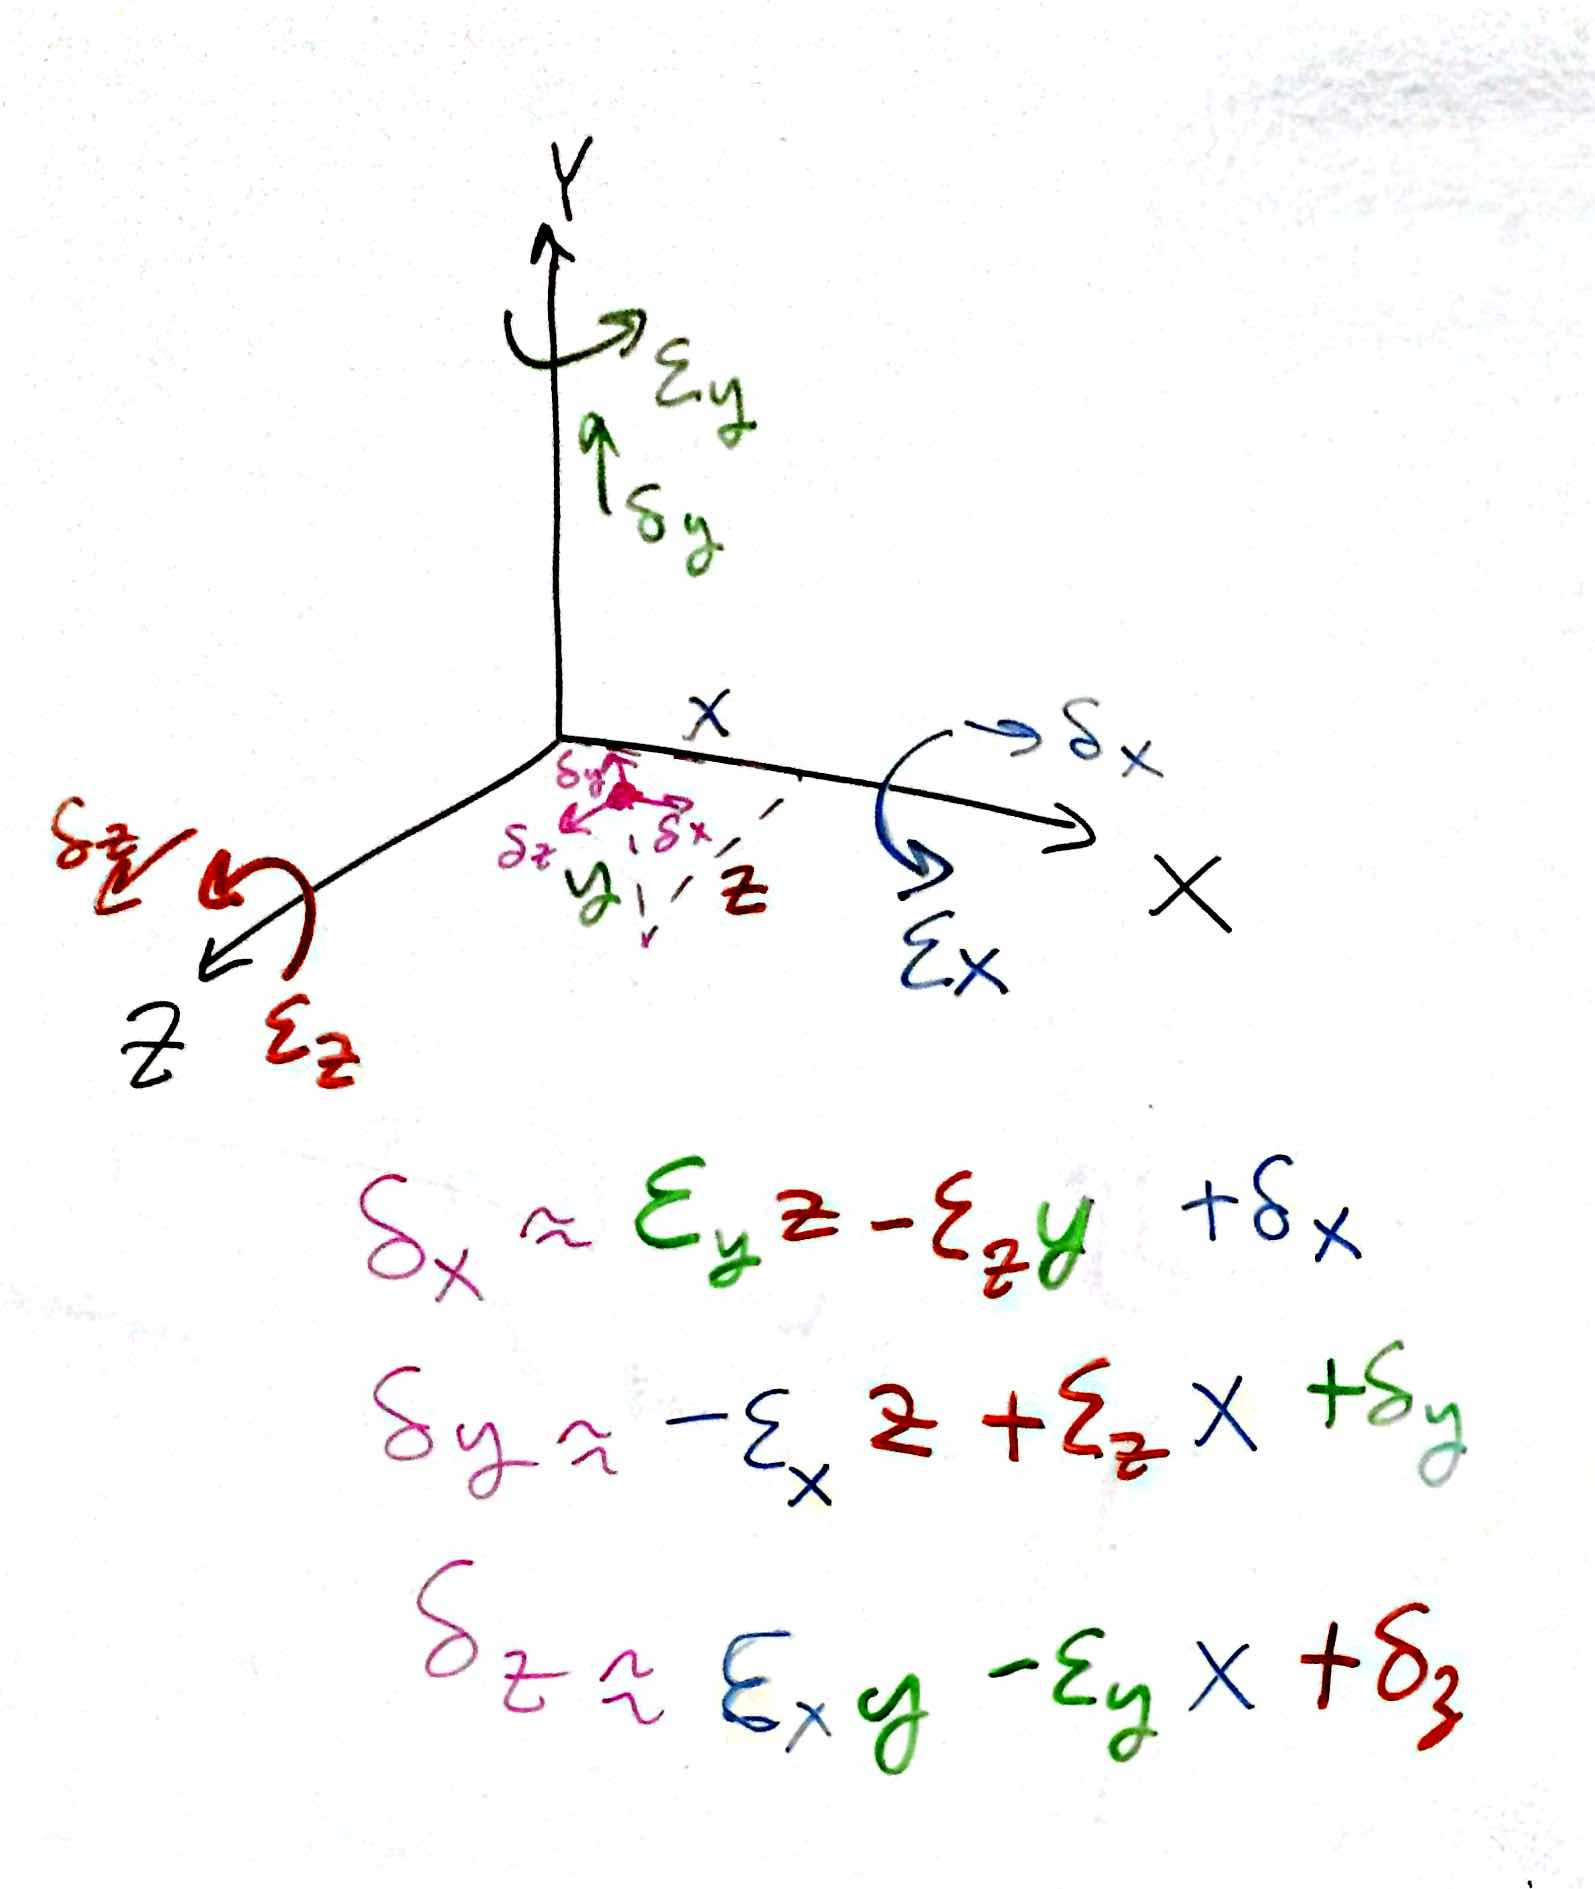 Y
εy
δy
x
δx
δy
δx
δz
y
z
δz
εx
X
Z
εz
δx ≈ εy z - εz y + δx
δy ≈ - εx z + εz x + δy
δz ≈ εx y - εy x + δz